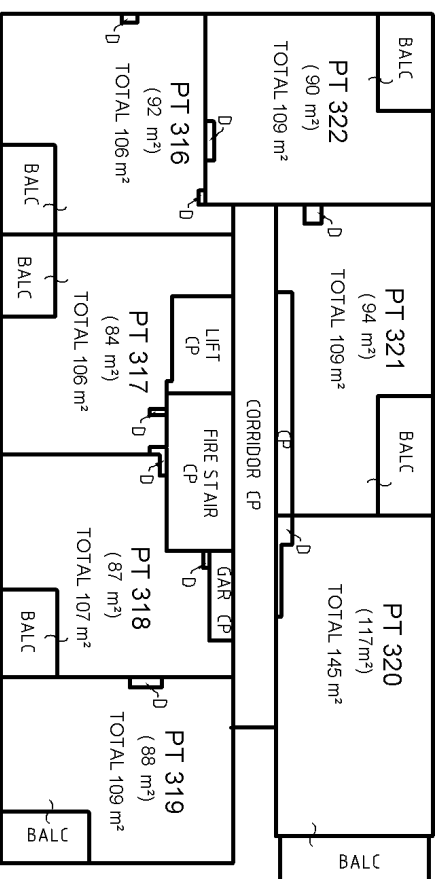 BALC
PT 322
(90 m²)
TOTAL 109 m²
D
PT 316
(92 m²)
TOTAL 106 m²
D
D
BALC
D
PT 321
(94 m²)
TOTAL 109 m²
BALC
BALC
PT 317
(84 m²)
TOTAL 106 m²
D
LIFT
CP
FIRE STAIR
CP
CORRIDOR CP
CP
D
PT 318
(87 m²)
TOTAL 107 m²
D
D
GAR CP
BALC
PT 320
(117m²)
TOTAL 145 m²
D
PT 319
(88 m²)
TOTAL 109 m²
BALC
BALC